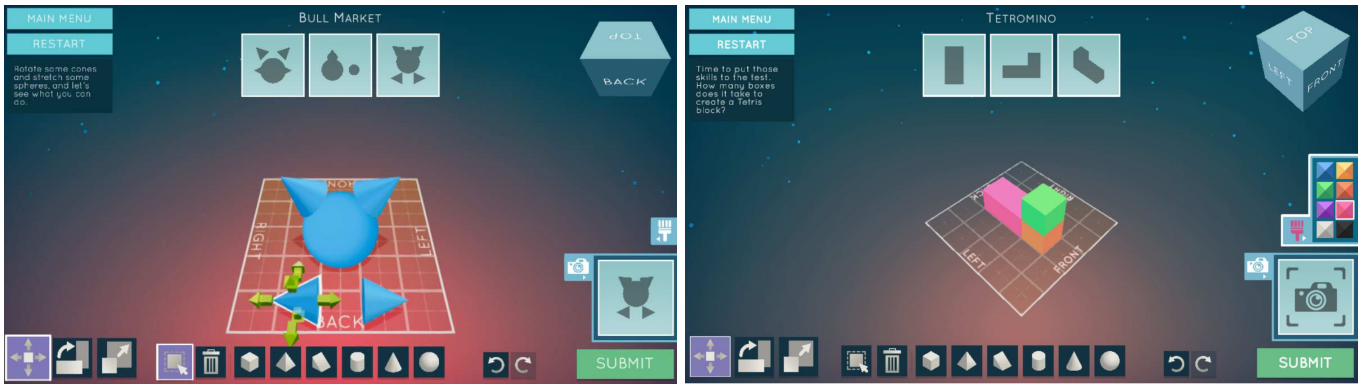 MAIN MENU
RESTART
Rotate some cones
and stretch some
spheres, and let's
see what you can
do.
BULL MARKET
TOP
BACK
FRONT
RIGHT
LEFT
BACK
SUBMIT
MAIN MENU
RESTART
Time to put those
skills to the test.
How many boxes
does it take to
create a Tetris
block?
TETROMINO
TOP
LEFT
FRONT
RIGHT
LEFT
FRONT
SUBMIT